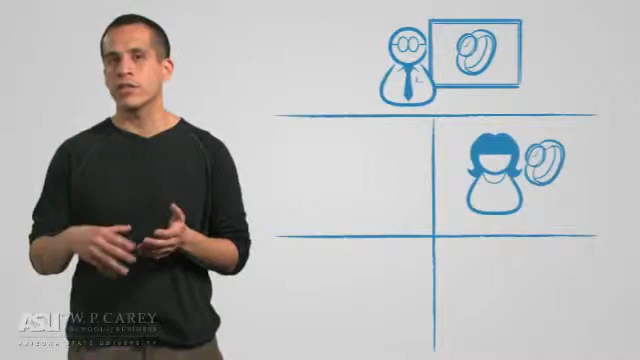 ASU W. P. CAREY
SCHOOL of BUSINESS
ARIZONA STATE UNIVERSITY